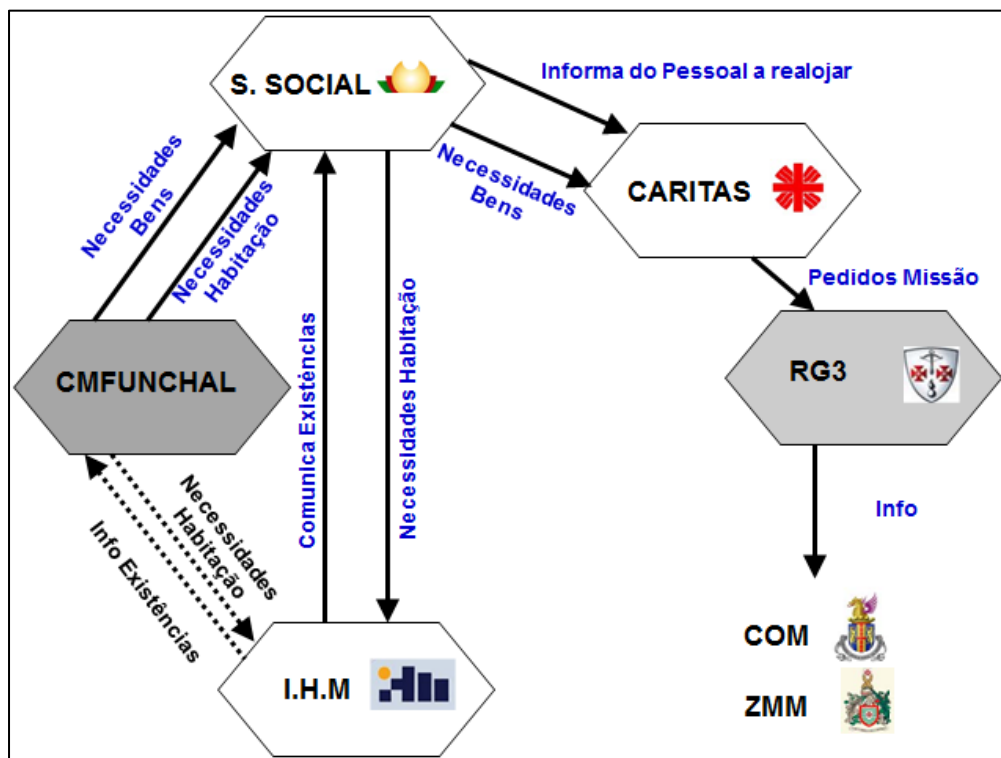 S. SOCIAL
Informa do Pessoal a realojar
Necessidades
Bens
CARITAS
Necessidades
Bens
Necessidades
Habitação
Pedidos Missão
RG3
CMFUNCHAL
Comunica Existências
Necessidades Habitação
Necessidades
Habitação
Info Existências
Info
COM
I.H.M
ZMM